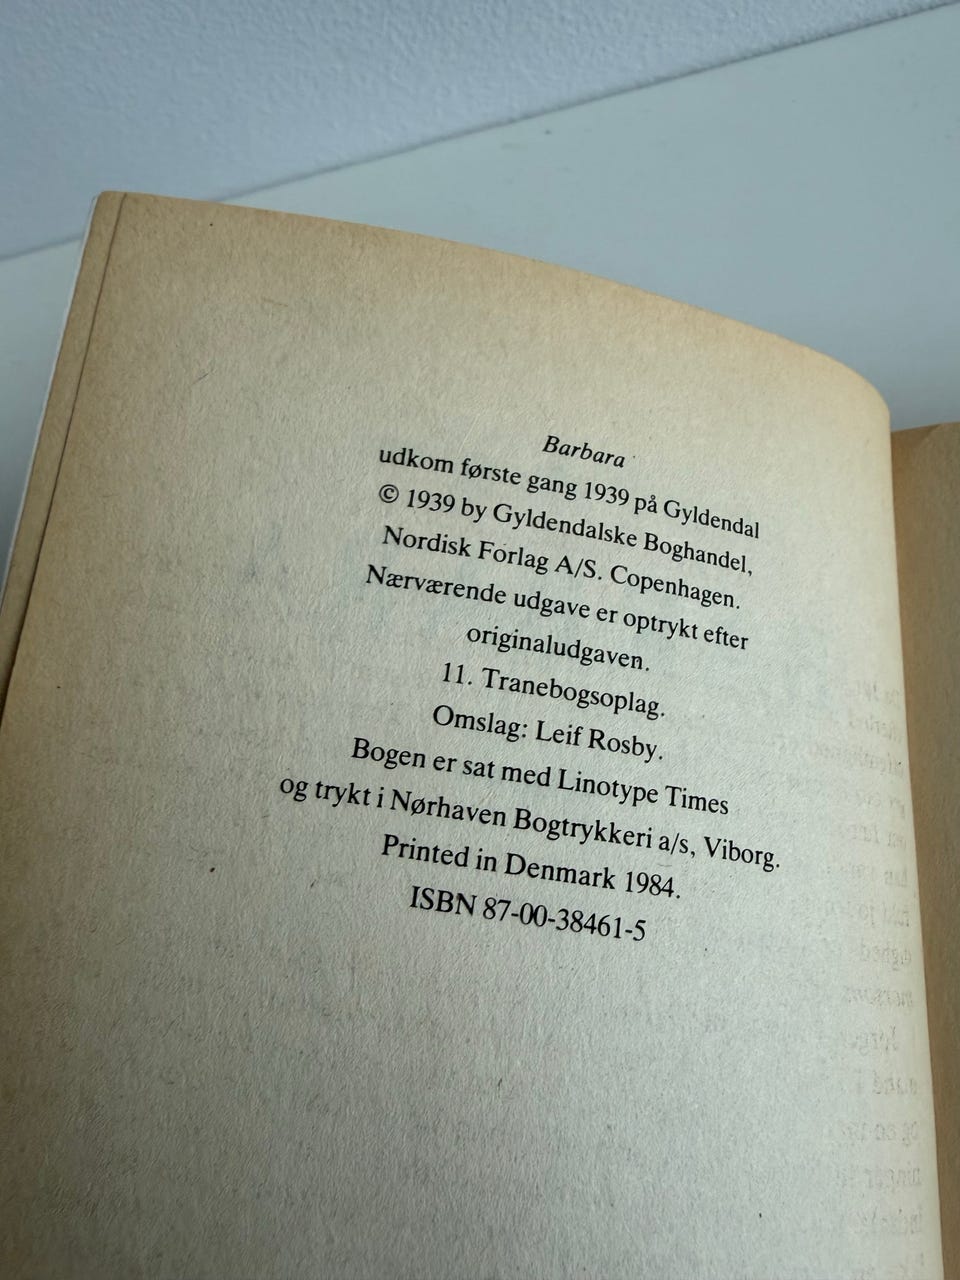 Barbara
udkom første gang 1939 på Gyldendal
© 1939 by Gyldendalske Boghandel,
Nordisk Forlag A/S. Copenhagen.
Nærværende udgave er optrykt efter
originaludgaven.
11. Tranebogsoplag.
Omslag: Leif Rosby.
Bogen er sat med Linotype Times
og trykt i Nørhaven Bogtrykkeri a/s, Viborg.
Printed in Denmark 1984.
ISBN 87-00-38461-5